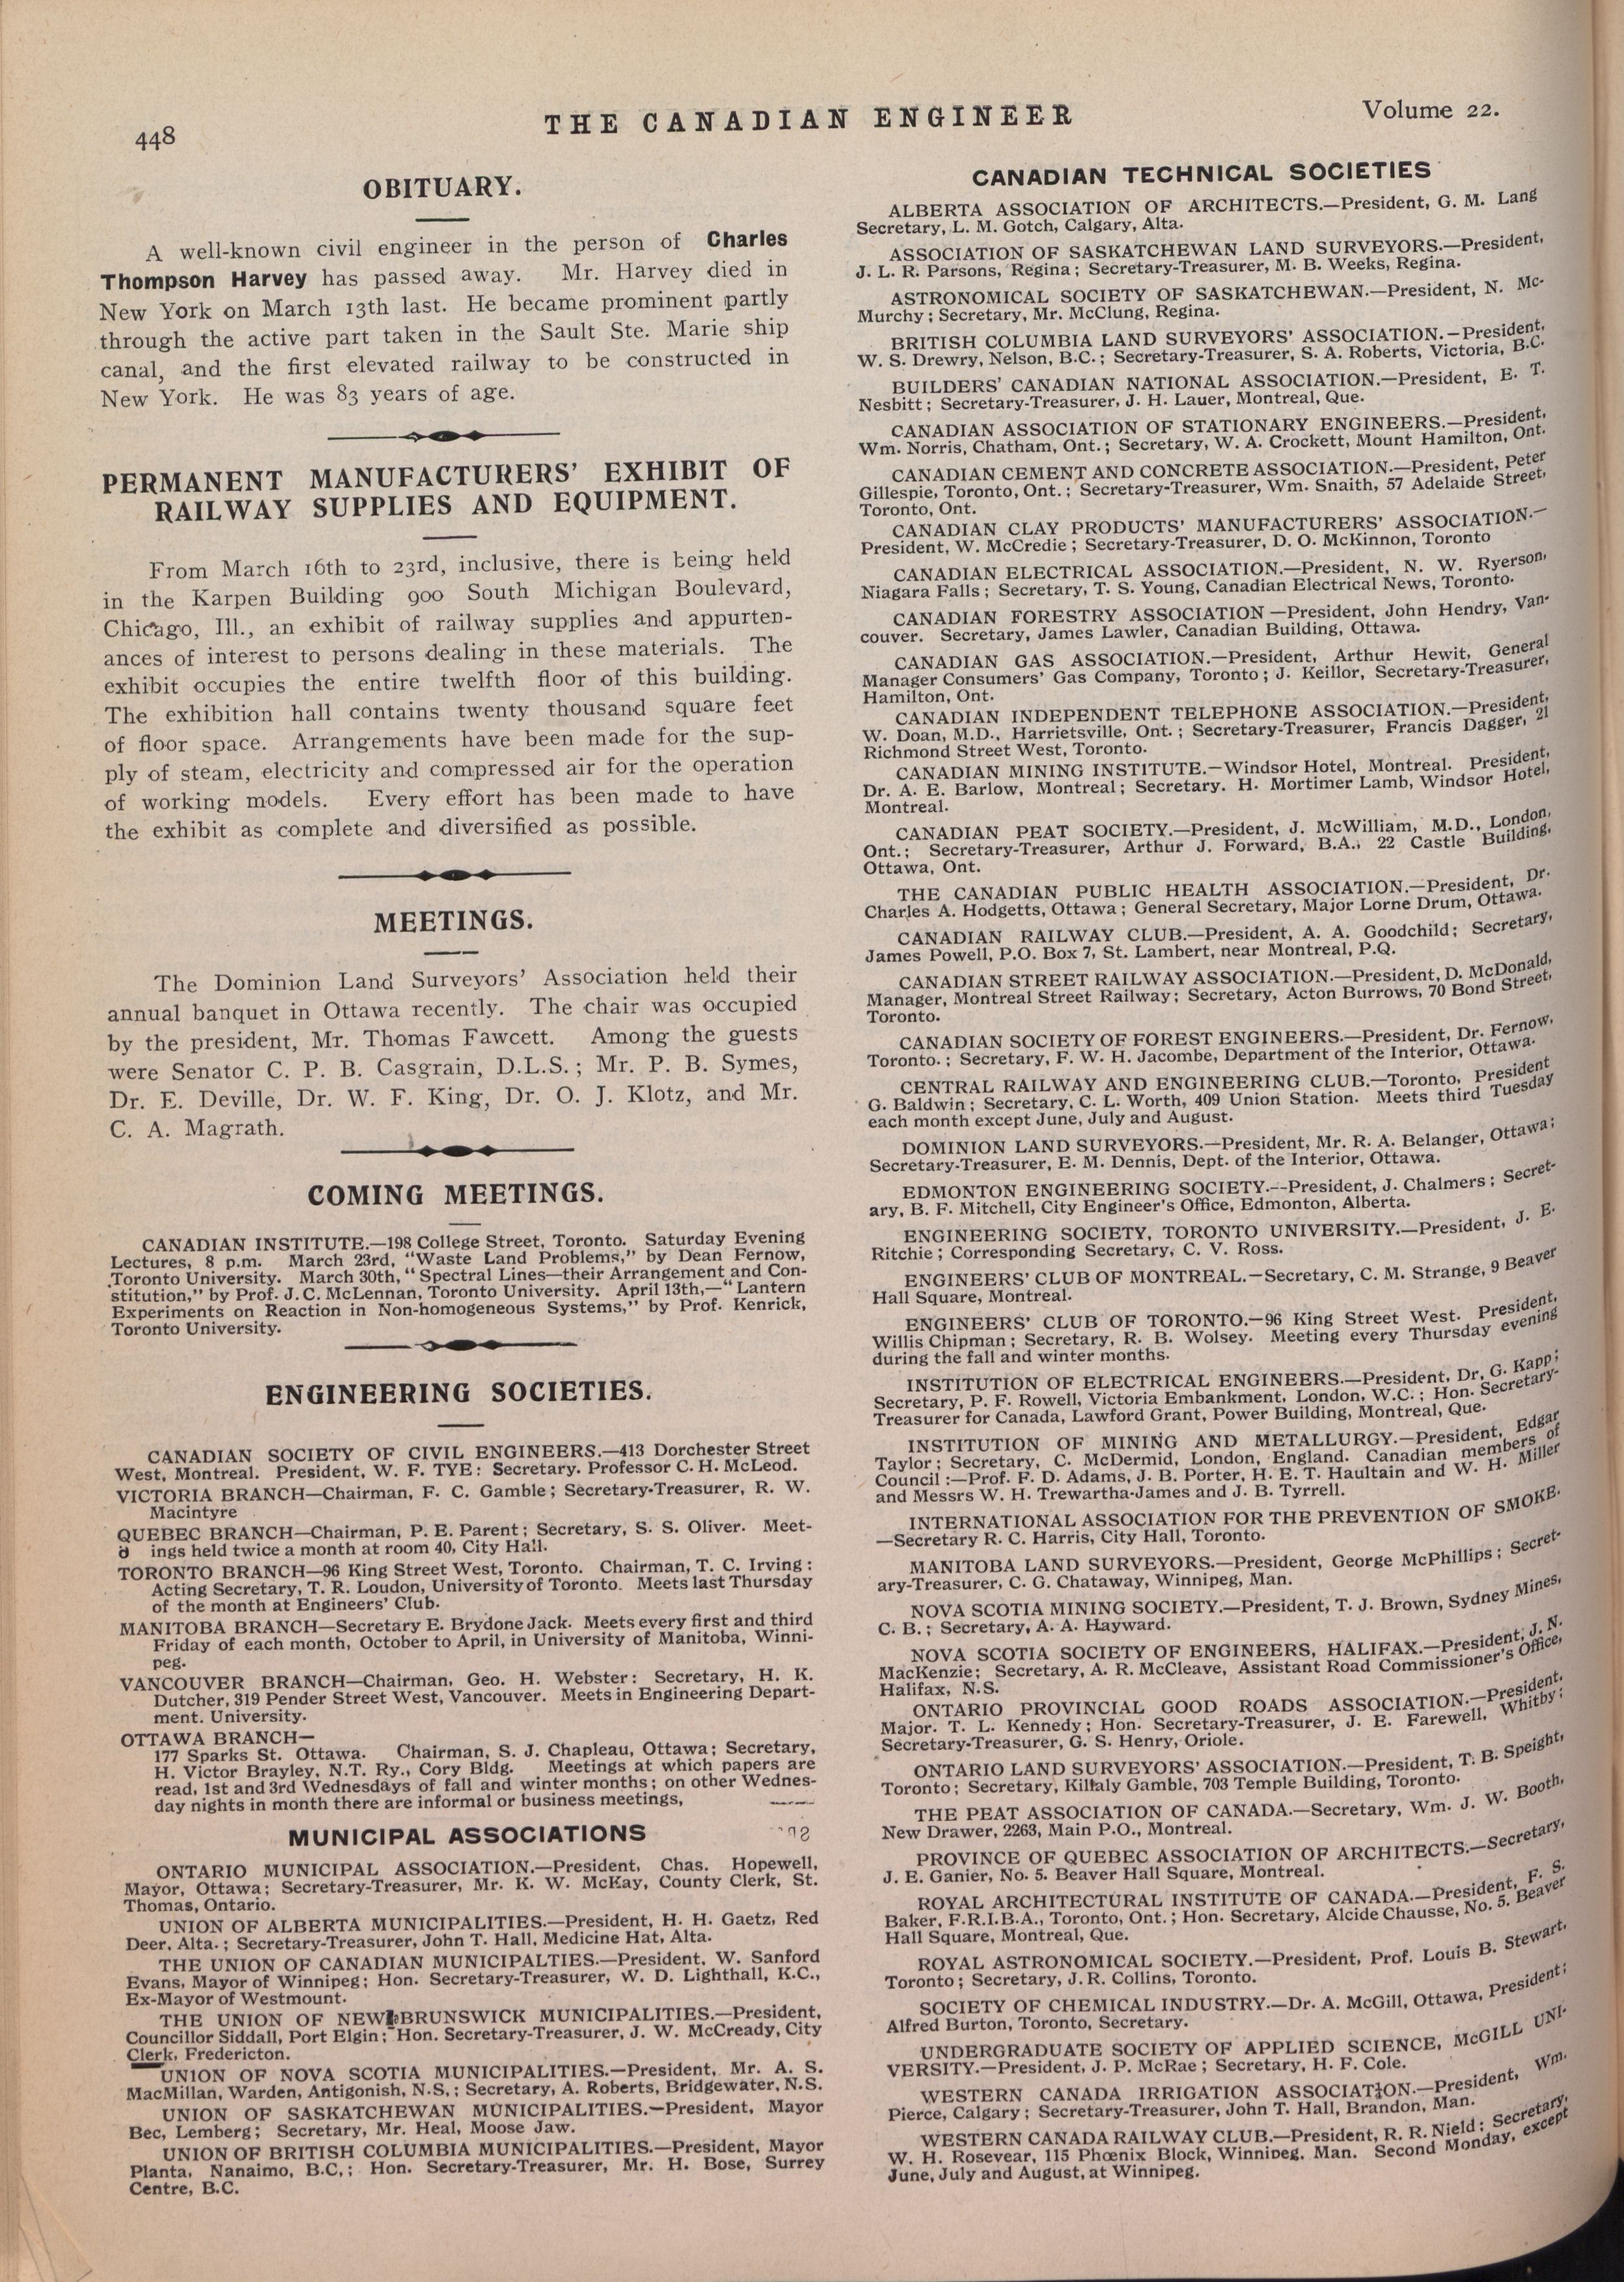 448
THE CANADIAN ENGINEER
Volume 22.
OBITUARY.
A well-known civil engineer in the person of Charles
Thompson Harvey has passed away. Mr. Harvey died in
New York on March 13th last. He became prominent partly
through the active part taken in the Sault Ste. Marie ship
canal, and the first elevated railway to be constructed in
New York. He was 83 years of age.
PERMANENT MANUFACTURERS' EXHIBIT OF
RAILWAY SUPPLIES AND EQUIPMENT.
From March 16th to 23rd, inclusive, there is being held
in the Karpen Building 900 South Michigan Boulevard,
Chicago, Ill., an exhibit of railway supplies and appurten-
ances of interest to persons dealing in these materials. The
exhibit occupies the entire twelfth floor of this building.
The exhibition hall contains twenty thousand square feet
of floor space. Arrangements have been made for the sup-
ply of steam, electricity and compressed air for the operation
of working models. Every effort has been made to have
the exhibit as complete and diversified as possible.
MEETINGS.
The Dominion Land Surveyors' Association held their
annual banquet in Ottawa recently. The chair was occupied
by the president, Mr. Thomas Fawcett. Among the guests
were Senator C. P. B. Casgrain, D.L.S.; Mr. P. B. Symes,
Dr. E. Deville, Dr. W. F. King, Dr. O. J. Klotz, and Mr.
C. A. Magrath.
COMING MEETINGS.
CANADIAN INSTITUTE.—198 College Street, Toronto. Saturday Evening
Lectures, 8 p.m. March 23rd, "Waste Land Problems," by Dean Fernow,
Toronto University. March 30th, "Spectral Lines—their Arrangement and Con-
stitution," by Prof. J. C. McLennan, Toronto University. April 13th,—"Lantern
Experiments on Reaction in Non-homogeneous Systems," by Prof. Kenrick,
Toronto University.
ENGINEERING SOCIETIES.
CANADIAN SOCIETY OF CIVIL ENGINEERS.—413 Dorchester Street
West, Montreal. President, W. F. TYE: Secretary. Professor C. H. McLeod.
VICTORIA BRANCH—Chairman, F. C. Gamble; Secretary-Treasurer, R. W.
Macintyre
QUEBEC BRANCH—Chairman, P. E. Parent; Secretary, S. S. Oliver. Meet-
ings held twice a month at room 40, City Hall.
TORONTO BRANCH—96 King Street West, Toronto. Chairman, T. C. Irving:
Acting Secretary, T. R. Loudon, University of Toronto. Meets last Thursday
of the month at Engineers' Club.
MANITOBA BRANCH—Secretary E. Brydone Jack. Meets every first and third
Friday of each month, October to April, in University of Manitoba, Winni-
peg.
VANCOUVER BRANCH—Chairman, Geo. H. Webster: Secretary, H. K.
Dutcher, 319 Pender Street West, Vancouver. Meets in Engineering Depart-
ment. University.
OTTAWA BRANCH—
177 Sparks St. Ottawa. Chairman, S. J. Chapleau, Ottawa; Secretary,
H. Victor Brayley, N.T. Ry., Cory Bldg. Meetings at which papers are
read, 1st and 3rd Wednesdays of fall and winter months; on other Wednes-
day nights in month there are informal or business meetings,
MUNICIPAL ASSOCIATIONS
ONTARIO MUNICIPAL ASSOCIATION.—President, Chas. Hopewell,
Mayor, Ottawa; Secretary-Treasurer, Mr. K. W. McKay, County Clerk, St.
Thomas, Ontario.
UNION OF ALBERTA MUNICIPALITIES.—President, H. H. Gaetz, Red
Deer, Alta.; Secretary-Treasurer, John T. Hall, Medicine Hat, Alta.
THE UNION OF CANADIAN MUNICIPALTIES.—President, W. Sanford
Evans, Mayor of Winnipeg; Hon. Secretary-Treasurer, W. D. Lighthall, K.C.,
Ex-Mayor of Westmount.
THE UNION OF NEW BRUNSWICK MUNICIPALITIES.—President,
Councillor Siddall, Port Elgin; Hon. Secretary-Treasurer, J. W. McCready, City
Clerk, Fredericton.
UNION OF NOVA SCOTIA MUNICIPALITIES.—President, Mr. A. S.
MacMillan, Warden, Antigonish, N.S.; Secretary, A. Roberts, Bridgewater, N.S.
UNION OF SASKATCHEWAN MUNICIPALITIES.—President, Mayor
Bec, Lemberg; Secretary, Mr. Heal, Moose Jaw.
UNION OF BRITISH COLUMBIA MUNICIPALITIES.—President, Mayor
Planta, Nanaimo, B.C.; Hon. Secretary-Treasurer, Mr. H. Bose, Surrey
Centre, B.C.
CANADIAN TECHNICAL SOCIETIES
ALBERTA ASSOCIATION OF ARCHITECTS.—President, G. M. Lang
Secretary, L. M. Gotch, Calgary, Alta.
ASSOCIATION OF SASKATCHEWAN LAND SURVEYORS.—President,
J. L. R. Parsons, Regina; Secretary-Treasurer, M. B. Weeks, Regina.
ASTRONOMICAL SOCIETY OF SASKATCHEWAN.—President, N. Mc-
Murchy; Secretary, Mr. McClung, Regina.
BRITISH COLUMBIA LAND SURVEYORS' ASSOCIATION.—President,
W. S. Drewry, Nelson, B.C.; Secretary-Treasurer, S. A. Roberts, Victoria, B.C.
BUILDERS' CANADIAN NATIONAL ASSOCIATION.—President, E. T.
Nesbitt; Secretary-Treasurer, J. H. Lauer, Montreal, Que.
CANADIAN ASSOCIATION OF STATIONARY ENGINEERS.—President,
Wm. Norris, Chatham, Ont.; Secretary, W. A. Crockett, Mount Hamilton, Ont.
CANADIAN CEMENT AND CONCRETE ASSOCIATION.—President, Peter
Gillespie, Toronto, Ont.; Secretary-Treasurer, Wm. Snaith, 57 Adelaide Street,
Toronto, Ont.
CANADIAN CLAY PRODUCTS' MANUFACTURERS' ASSOCIATION.—
President, W. McCredie; Secretary-Treasurer, D. O. McKinnon, Toronto
CANADIAN ELECTRICAL ASSOCIATION.—President, N. W. Ryerson,
Niagara Falls; Secretary, T. S. Young, Canadian Electrical News, Toronto.
CANADIAN FORESTRY ASSOCIATION—President, John Hendry, Van-
couver. Secretary, James Lawler, Canadian Building, Ottawa.
CANADIAN GAS ASSOCIATION.—President, Arthur Hewit, General
Manager Consumers' Gas Company, Toronto; J. Keillor, Secretary-Treasurer,
Hamilton, Ont.
CANADIAN INDEPENDENT TELEPHONE ASSOCIATION.—President,
W. Doan, M.D., Harrietsville, Ont.; Secretary-Treasurer, Francis Dagger, 21
Richmond Street West, Toronto.
CANADIAN MINING INSTITUTE.—Windsor Hotel, Montreal. President,
Dr. A. E. Barlow, Montreal; Secretary. H. Mortimer Lamb, Windsor Hotel,
Montreal.
CANADIAN PEAT SOCIETY.—President, J. McWilliam, M.D., London,
Ont.; Secretary-Treasurer, Arthur J. Forward, B.A., 22 Castle Building,
Ottawa, Ont.
THE CANADIAN PUBLIC HEALTH ASSOCIATION.—President, Dr.
Charles A. Hodgetts, Ottawa; General Secretary, Major Lorne Drum, Ottawa.
CANADIAN RAILWAY CLUB.—President, A. A. Goodchild; Secretary,
James Powell, P.O. Box 7, St. Lambert, near Montreal, P.Q.
CANADIAN STREET RAILWAY ASSOCIATION.—President, D. McDonald,
Manager, Montreal Street Railway; Secretary, Acton Burrows, 70 Bond Street,
Toronto.
CANADIAN SOCIETY OF FOREST ENGINEERS.—President, Dr. Fernow,
Toronto.; Secretary, F. W. H. Jacombe, Department of the Interior, Ottawa.
CENTRAL RAILWAY AND ENGINEERING CLUB.—Toronto, President
G. Baldwin; Secretary, C. L. Worth, 409 Union Station. Meets third Tuesday
each month except June, July and August.
DOMINION LAND SURVEYORS.—President, Mr. R. A. Belanger, Ottawa;
Secretary-Treasurer, E. M. Dennis, Dept. of the Interior, Ottawa.
EDMONTON ENGINEERING SOCIETY.--President, J. Chalmers; Secret-
ary, B. F. Mitchell, City Engineer's Office, Edmonton, Alberta.
ENGINEERING SOCIETY, TORONTO UNIVERSITY.—President, J. E.
Ritchie; Corresponding Secretary, C. V. Ross.
ENGINEERS' CLUB OF MONTREAL.—Secretary, C. M. Strange, 9 Beaver
Hall Square, Montreal.
ENGINEERS' CLUB OF TORONTO.—96 King Street West. President,
Willis Chipman; Secretary, R. B. Wolsey. Meeting every Thursday evening
during the fall and winter months.
INSTITUTION OF ELECTRICAL ENGINEERS.—President, Dr. G. Kapp;
Secretary, P. F. Rowell, Victoria Embankment, London, W.C.; Hon. Secretary-
Treasurer for Canada, Lawford Grant, Power Building, Montreal, Que.
INSTITUTION OF MINING AND METALLURGY.—President, Edgar
Taylor; Secretary, C. McDermid, London, England. Canadian members of
Council:—Prof. F. D. Adams, J. B. Porter, H. E. T. Haultain and W. H. Miller
and Messrs W. H. Trewartha-James and J. B. Tyrrell.
INTERNATIONAL ASSOCIATION FOR THE PREVENTION OF SMOKE.
—Secretary R. C. Harris, City Hall, Toronto.
MANITOBA LAND SURVEYORS.—President, George McPhillips; Secret-
ary-Treasurer, C. G. Chataway, Winnipeg, Man.
NOVA SCOTIA MINING SOCIETY.—President, T. J. Brown, Sydney Mines,
C. B.; Secretary, A. A. Hayward.
NOVA SCOTIA SOCIETY OF ENGINEERS, HALIFAX.—President, J. N.
MacKenzie; Secretary, A. R. McCleave, Assistant Road Commissioner's Office,
Halifax, N.S.
ONTARIO PROVINCIAL GOOD ROADS ASSOCIATION.—President,
Major. T. L. Kennedy; Hon. Secretary-Treasurer, J. E. Farewell, Whitby;
Secretary-Treasurer, G. S. Henry, Oriole.
ONTARIO LAND SURVEYORS' ASSOCIATION.—President, T. B. Speight,
Toronto; Secretary, Killaly Gamble, 703 Temple Building, Toronto.
THE PEAT ASSOCIATION OF CANADA.—Secretary, Wm. J. W. Booth,
New Drawer, 2263, Main P.O., Montreal.
PROVINCE OF QUEBEC ASSOCIATION OF ARCHITECTS.—Secretary,
J. E. Ganier, No. 5. Beaver Hall Square, Montreal.
ROYAL ARCHITECTURAL INSTITUTE OF CANADA.—President, F. S.
Baker, F.R.I.B.A., Toronto, Ont.; Hon. Secretary, Alcide Chausse, No. 5. Beaver
Hall Square, Montreal, Que.
ROYAL ASTRONOMICAL SOCIETY.—President, Prof. Louis B. Stewart,
Toronto; Secretary, J. R. Collins, Toronto.
SOCIETY OF CHEMICAL INDUSTRY.—Dr. A. McGill, Ottawa, President;
Alfred Burton, Toronto, Secretary.
UNDERGRADUATE SOCIETY OF APPLIED SCIENCE, McGILL UNI-
VERSITY.—President, J. P. McRae; Secretary, H. F. Cole.
WESTERN CANADA IRRIGATION ASSOCIATION.—President, Wm.
Pierce, Calgary; Secretary-Treasurer, John T. Hall, Brandon, Man.
WESTERN CANADA RAILWAY CLUB.—President, R. R. Nield; Secretary,
W. H. Rosevear, 115 Phœnix Block, Winnipeg, Man. Second Monday, except
June, July and August, at Winnipeg.